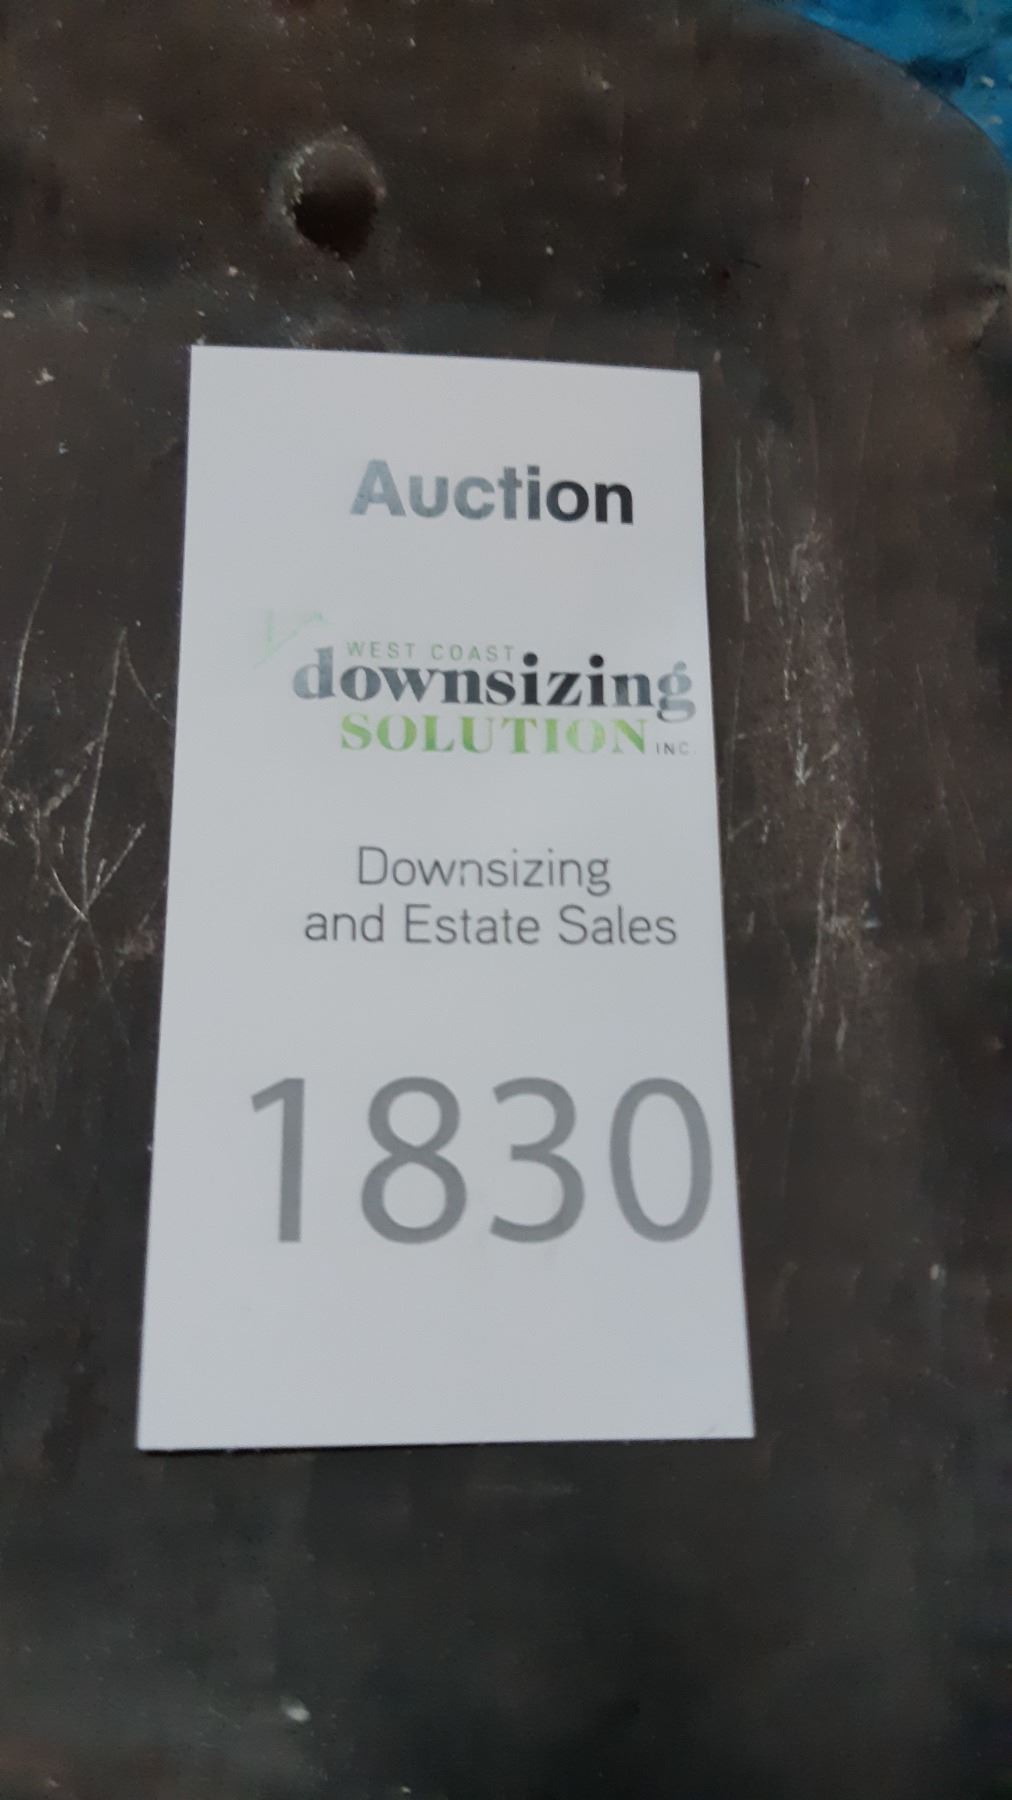 Auction
WEST COAST
downsizing
SOLUTION INC.
Downsizing
and Estate Sales
1830